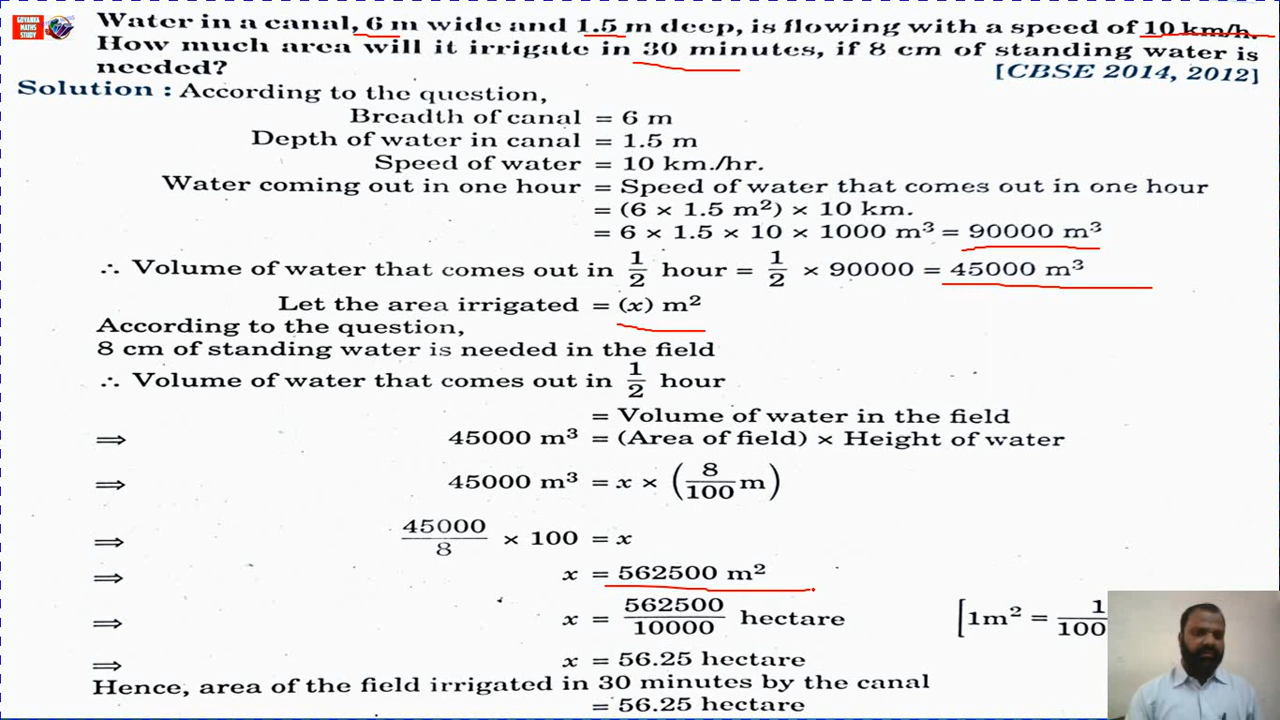 GOYANKA MATHS STUDY
Water in a canal, 6 m wide and 1.5 m deep, is flowing with a speed of 10 km/h.
How much area will it irrigate in 30 minutes, if 8 cm of standing water is
needed? [CBSE 2014, 2012]
Solution : According to the question,
Breadth of canal = 6 m
Depth of water in canal = 1.5 m
Speed of water = 10 km./hr.
Water coming out in one hour = Speed of water that comes out in one hour
= (6 × 1.5 m²) × 10 km.
= 6 × 1.5 × 10 × 1000 m³ = 90000 m³
∴ Volume of water that comes out in 1/2 hour = 1/2 × 90000 = 45000 m³
Let the area irrigated = (x) m²
According to the question,
8 cm of standing water is needed in the field
∴ Volume of water that comes out in 1/2 hour
= Volume of water in the field
⟹ 45000 m³ = (Area of field) × Height of water
⟹ 45000 m³ = x × (8/100 m)
⟹ 45000/8 × 100 = x
⟹ x = 562500 m²
⟹ x = 562500/10000 hectare [1m² = 1/100
⟹ x = 56.25 hectare
Hence, area of the field irrigated in 30 minutes by the canal
= 56.25 hectare